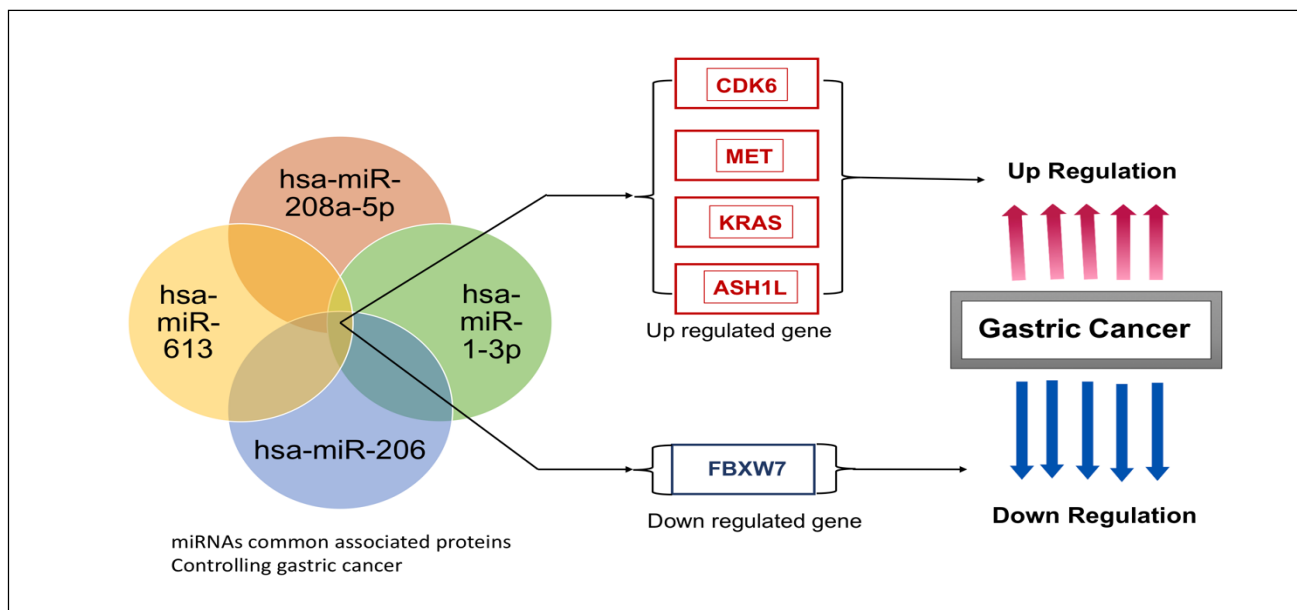 hsa-miR-
208a-5p
hsa-
miR-
613
hsa-
miR-
1-3p
hsa-miR-206
miRNAs common associated proteins
Controlling gastric cancer
CDK6
MET
KRAS
ASH1L
Up regulated gene
FBXW7
Down regulated gene
Up Regulation
Gastric Cancer
Down Regulation